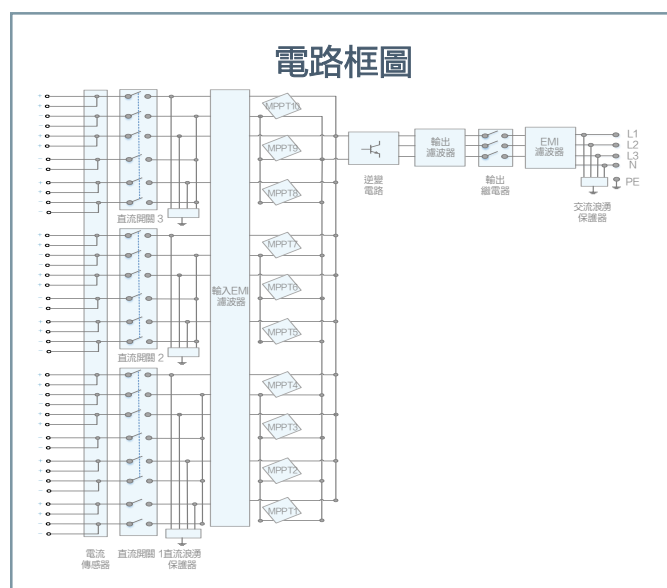 電路框圖
MPPT10
MPPT9
MPPT8
直流開關 3
MPPT7
輸入EMI
濾波器
MPPT6
MPPT5
直流開關 2
MPPT4
MPPT3
MPPT2
MPPT1
電流
傳感器
直流開關 1
直流浪湧
保護器
逆變
電路
輸出
濾波器
輸出
繼電器
EMI
濾波器
L1
L2
L3
N
PE
交流浪湧
保護器